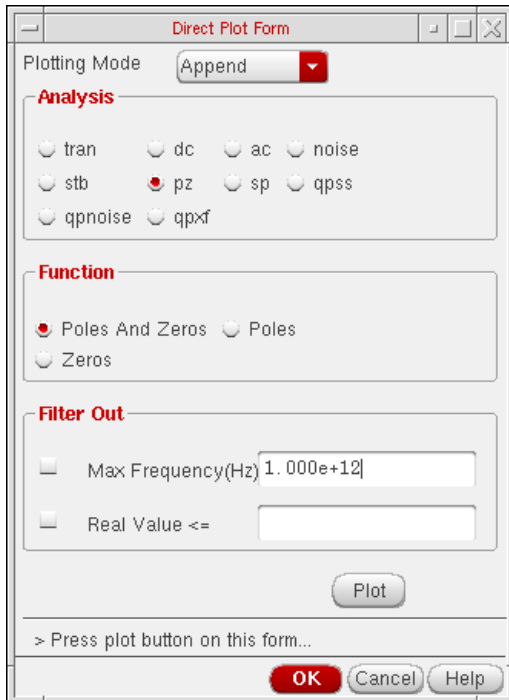 Direct Plot Form
Plotting Mode Append
Analysis
tran dc ac noise
stb pz sp qpss
qpnoise qpxf
Function
Poles And Zeros Poles
Zeros
Filter Out
Max Frequency(Hz) 1.000e+12
Real Value <=
Plot
> Press plot button on this form...
OK Cancel Help